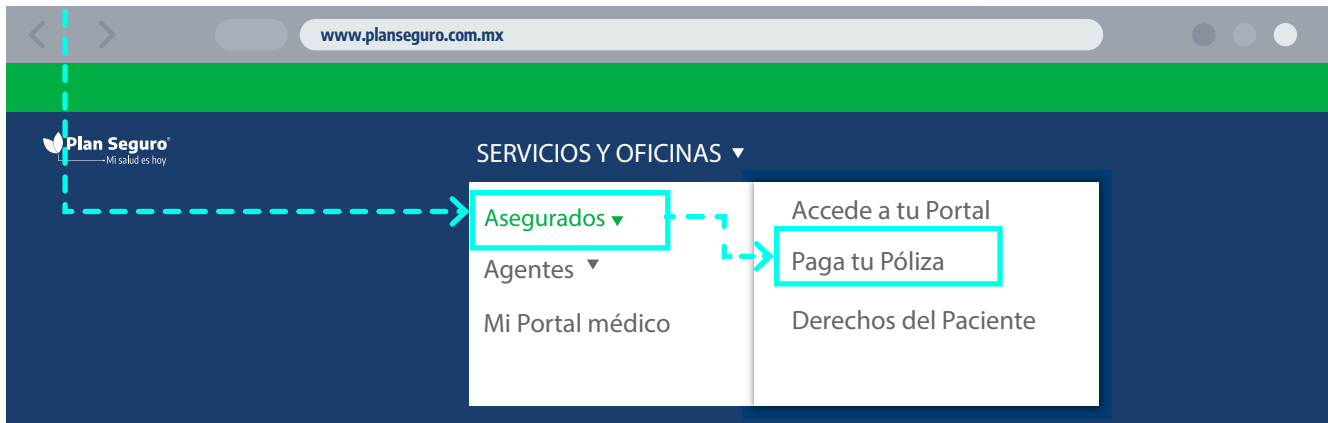 www.planseguro.com.mx
Plan Seguro®
Mi salud es hoy
SERVICIOS Y OFICINAS ▼
Asegurados ▼
Agentes ▼
Mi Portal médico
Accede a tu Portal
Paga tu Póliza
Derechos del Paciente